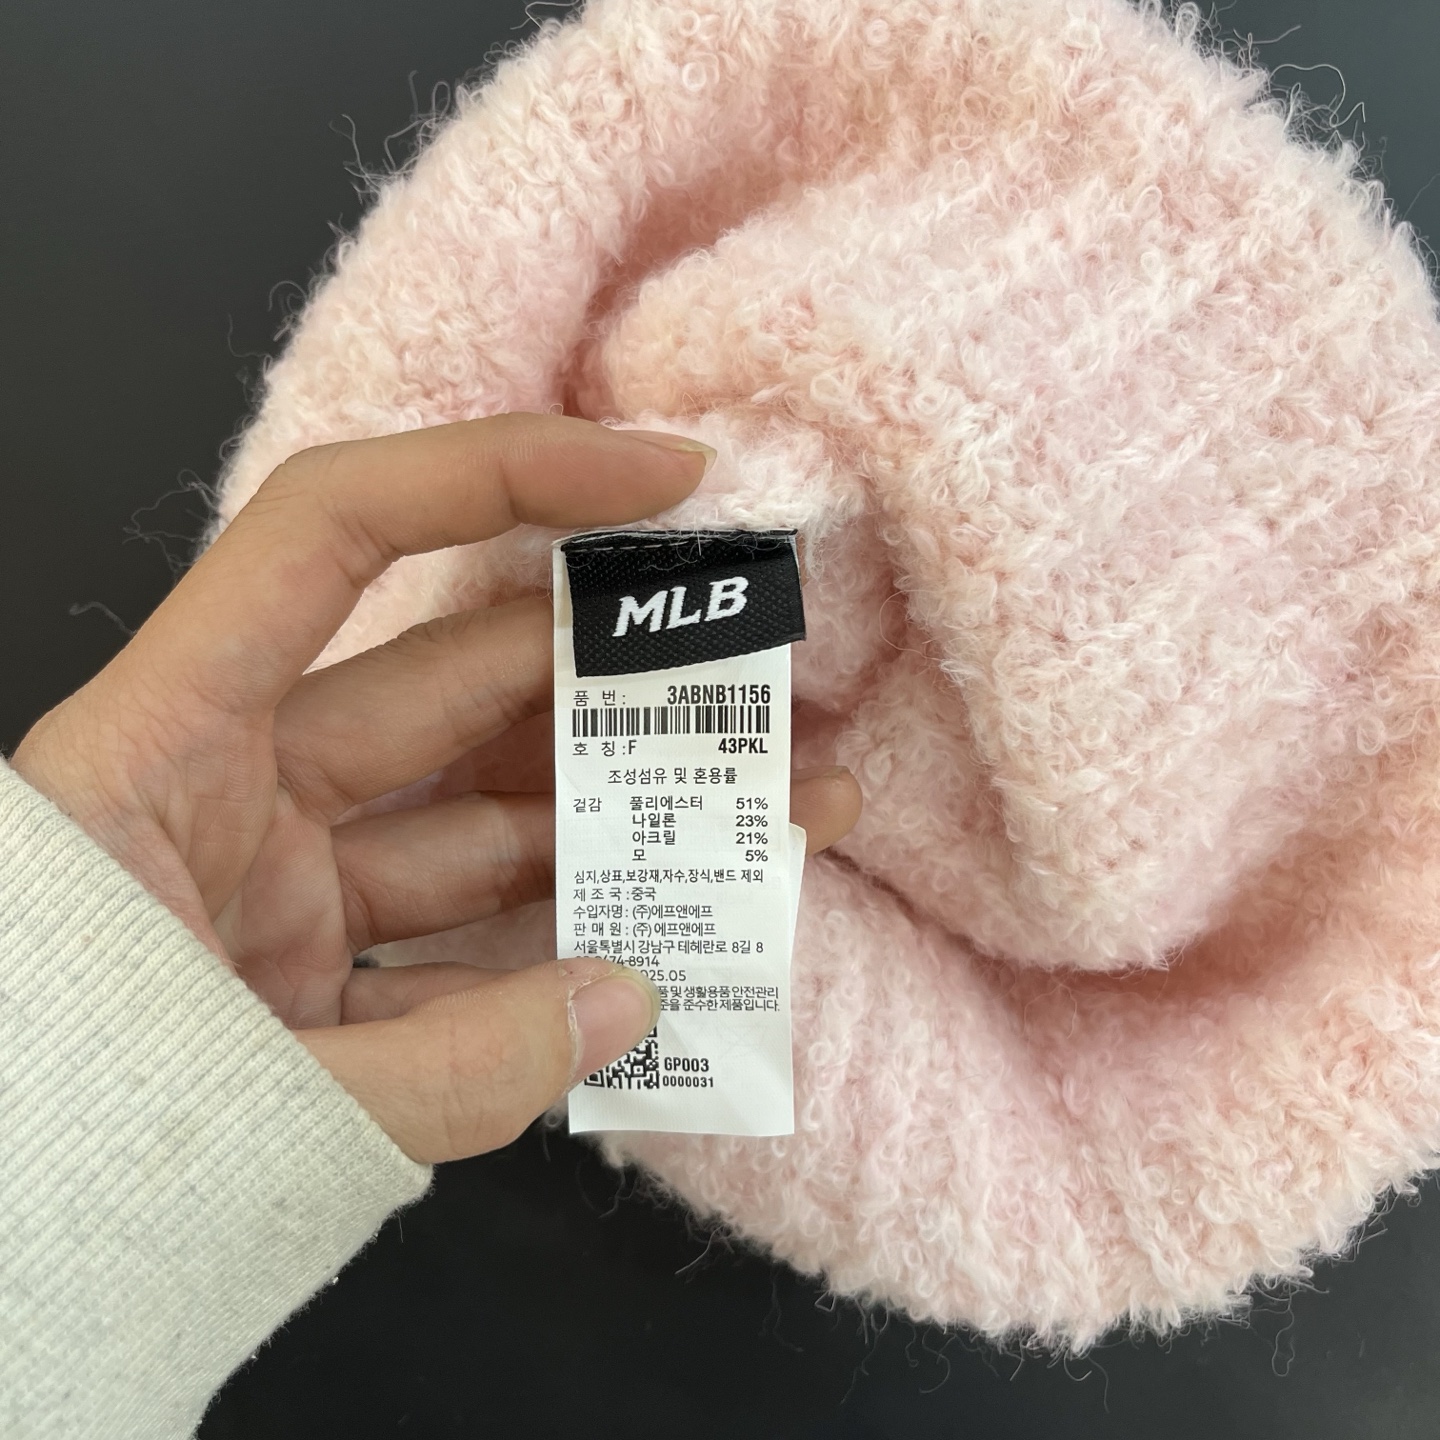 MLB
품 번: 3ABNB1156
호 칭:F 43PKL
조성섬유 및 혼용률
겉감 폴리에스터 51%
나일론 23%
아크릴 21%
모 5%
심지,상표,보강재,자수,장식,밴드 제외
제 조 국:중국
수입자명: (주)에프앤에프
판 매 원: (주)에프앤에프
서울특별시 강남구 테헤란로 8길 8
8914
025.05
품 및 생활용품 안전관리
준을 준수한 제품입니다.
GP003
0000031